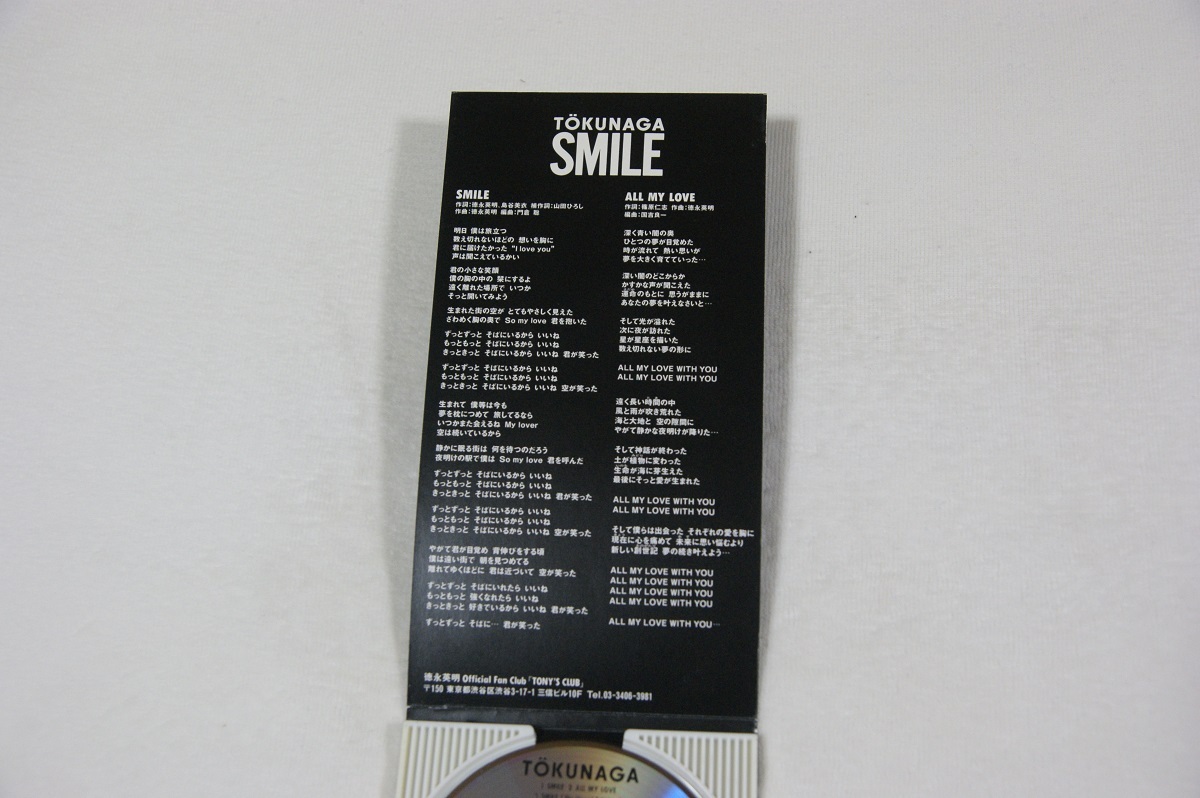 TÖKUNAGA
SMILE
SMILE
作詞：徳永英明、島谷美衣 補作詞：山田ひろし
作曲：徳永英明 編曲：門倉 聡
明日 僕は旅立つ
数え切れないほどの 想いを胸に
君に届けたかった "I love you"
声は聞こえているかい
君の小さな笑顔
僕の胸の中の 栞にするよ
遠く離れた場所で いつか
そっと開いてみよう
生まれた街の空が とてもやさしく見えた
ざわめく胸の奥で So my love 君を抱いた
ずっとずっと そばにいるから いいね
もっともっと そばにいるから いいね
きっときっと そばにいるから いいね 君が笑った
ずっとずっと そばにいるから いいね
もっともっと そばにいるから いいね
きっときっと そばにいるから いいね 空が笑った
生まれて 僕等は今も
夢を枕につめて 旅してるなら
いつかまた会えるね My lover
空は続いているから
静かに眠る街は 何を待つのだろう
夜明けの駅で僕は So my love 君を呼んだ
ずっとずっと そばにいるから いいね
もっともっと そばにいるから いいね
きっときっと そばにいるから いいね 君が笑った
ずっとずっと そばにいるから いいね
もっともっと そばにいるから いいね
きっときっと そばにいるから いいね 空が笑った
やがて君が目覚め 背伸びをする頃
僕は遠い街で 朝を見つめてる
離れてゆくほどに 君は近づいて 空が笑った
ずっとずっと そばにいれたら いいね
もっともっと 強くなれたら いいね
きっときっと 好きでいるから いいね 君が笑った
ずっとずっと そばに… 君が笑った
ALL MY LOVE
作詞：篠原仁志 作曲：徳永英明
編曲：国吉良一
深く青い闇の奥
ひとつの夢が目覚めた
時が流れて 熱い思いが
夢を大きく育てていった…
深い闇のどこからか
かすかな声が聞こえた
運命のもとに 思うがままに
あなたの夢を叶えなさいと…
そして光が溢れた
次に夜が訪れた
星が星座を描いた
数え切れない夢の形に
ALL MY LOVE WITH YOU
ALL MY LOVE WITH YOU
遠く長い時間の中
風と雨が吹き荒れた
海と大地と 空の隙間に
やがて静かな夜明けが降りた…
そして神話が終わった
土が植物に変わった
生命が海に芽生えた
最後にそっと愛が生まれた
ALL MY LOVE WITH YOU
ALL MY LOVE WITH YOU
そして僕らは出会った それぞれの愛を胸に
現在に心を痛めて 未来に思い悩むより
新しい創世記 夢の続き叶えよう…
ALL MY LOVE WITH YOU
ALL MY LOVE WITH YOU
ALL MY LOVE WITH YOU
ALL MY LOVE WITH YOU
ALL MY LOVE WITH YOU…
徳永英明 Official Fan Club「TONY'S CLUB」
〒150 東京都渋谷区渋谷3-17-1 三信ビル10F Tel.03-3406-3981
TÖKUNAGA
1 SMILE 2 ALL MY LOVE